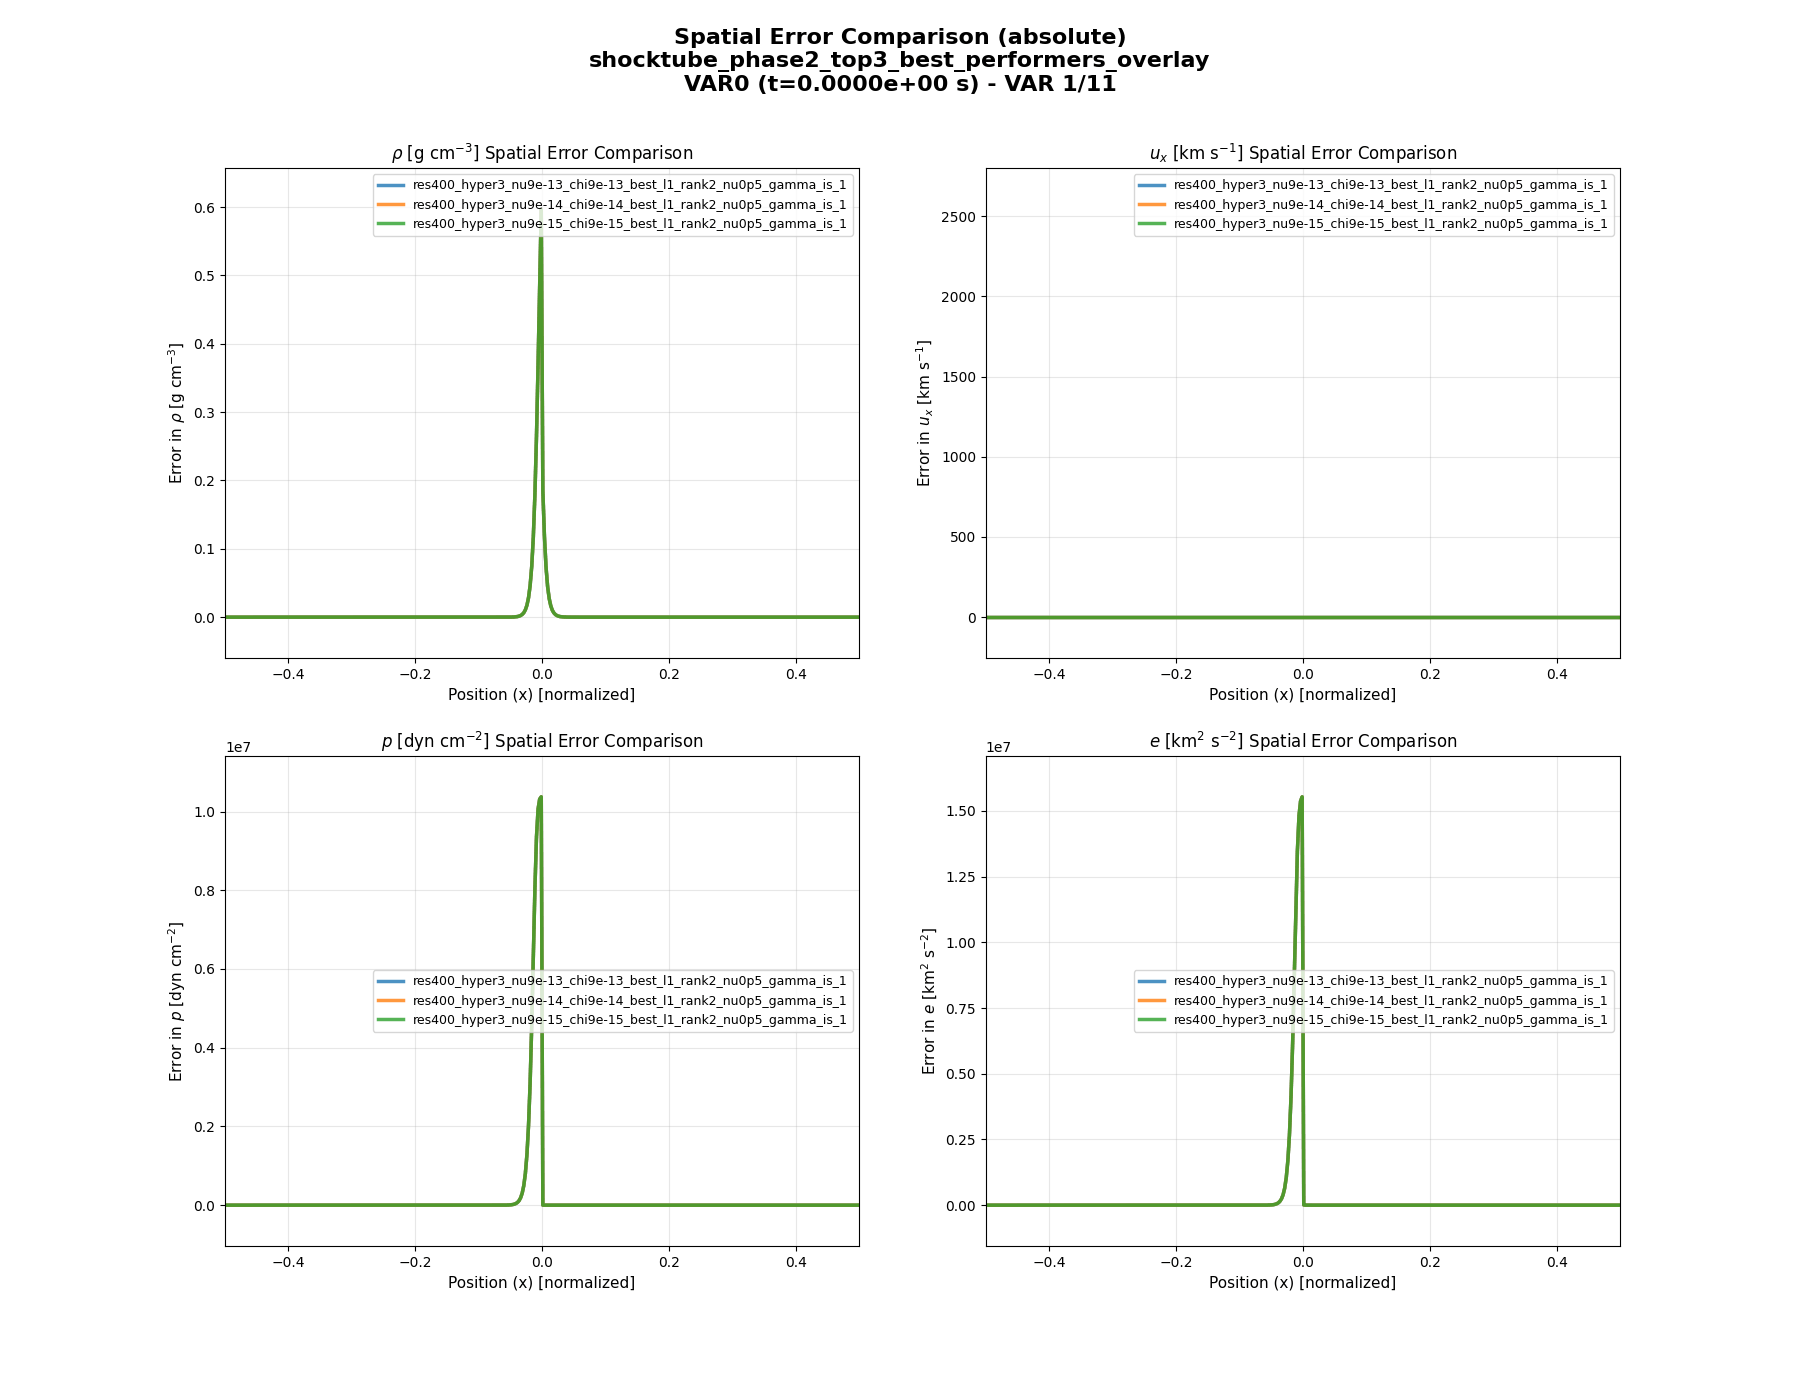 Spatial Error Comparison (absolute)
shocktube_phase2_top3_best_performers_overlay
VAR0 (t=0.0000e+00 s) - VAR 1/11
ρ [g cm⁻³] Spatial Error Comparison
res400_hyper3_nu9e-13_chi9e-13_best_l1_rank2_nu0p5_gamma_is_1
res400_hyper3_nu9e-14_chi9e-14_best_l1_rank2_nu0p5_gamma_is_1
res400_hyper3_nu9e-15_chi9e-15_best_l1_rank2_nu0p5_gamma_is_1
Error in ρ [g cm⁻³]
0.6
0.5
0.4
0.3
0.2
0.1
0.0
−0.4 −0.2 0.0 0.2 0.4
Position (x) [normalized]
uₓ [km s⁻¹] Spatial Error Comparison
res400_hyper3_nu9e-13_chi9e-13_best_l1_rank2_nu0p5_gamma_is_1
res400_hyper3_nu9e-14_chi9e-14_best_l1_rank2_nu0p5_gamma_is_1
res400_hyper3_nu9e-15_chi9e-15_best_l1_rank2_nu0p5_gamma_is_1
Error in uₓ [km s⁻¹]
2500
2000
1500
1000
500
0
−0.4 −0.2 0.0 0.2 0.4
Position (x) [normalized]
p [dyn cm⁻²] Spatial Error Comparison
1e7
res400_hyper3_nu9e-13_chi9e-13_best_l1_rank2_nu0p5_gamma_is_1
res400_hyper3_nu9e-14_chi9e-14_best_l1_rank2_nu0p5_gamma_is_1
res400_hyper3_nu9e-15_chi9e-15_best_l1_rank2_nu0p5_gamma_is_1
Error in p [dyn cm⁻²]
1.0
0.8
0.6
0.4
0.2
0.0
−0.4 −0.2 0.0 0.2 0.4
Position (x) [normalized]
e [km² s⁻²] Spatial Error Comparison
1e7
res400_hyper3_nu9e-13_chi9e-13_best_l1_rank2_nu0p5_gamma_is_1
res400_hyper3_nu9e-14_chi9e-14_best_l1_rank2_nu0p5_gamma_is_1
res400_hyper3_nu9e-15_chi9e-15_best_l1_rank2_nu0p5_gamma_is_1
Error in e [km² s⁻²]
1.50
1.25
1.00
0.75
0.50
0.25
0.00
−0.4 −0.2 0.0 0.2 0.4
Position (x) [normalized]